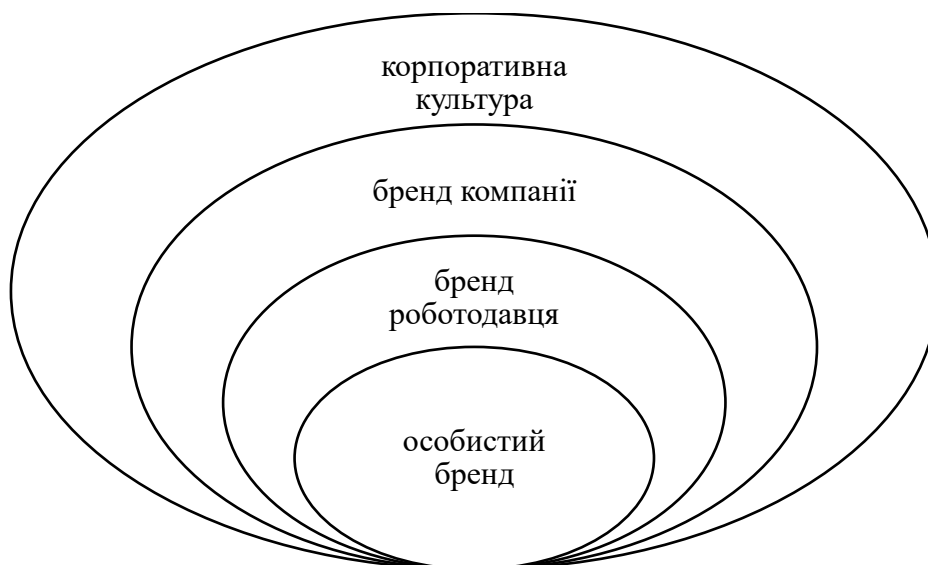 корпоративна
культура
бренд компанії
бренд
роботодавця
особистий
бренд